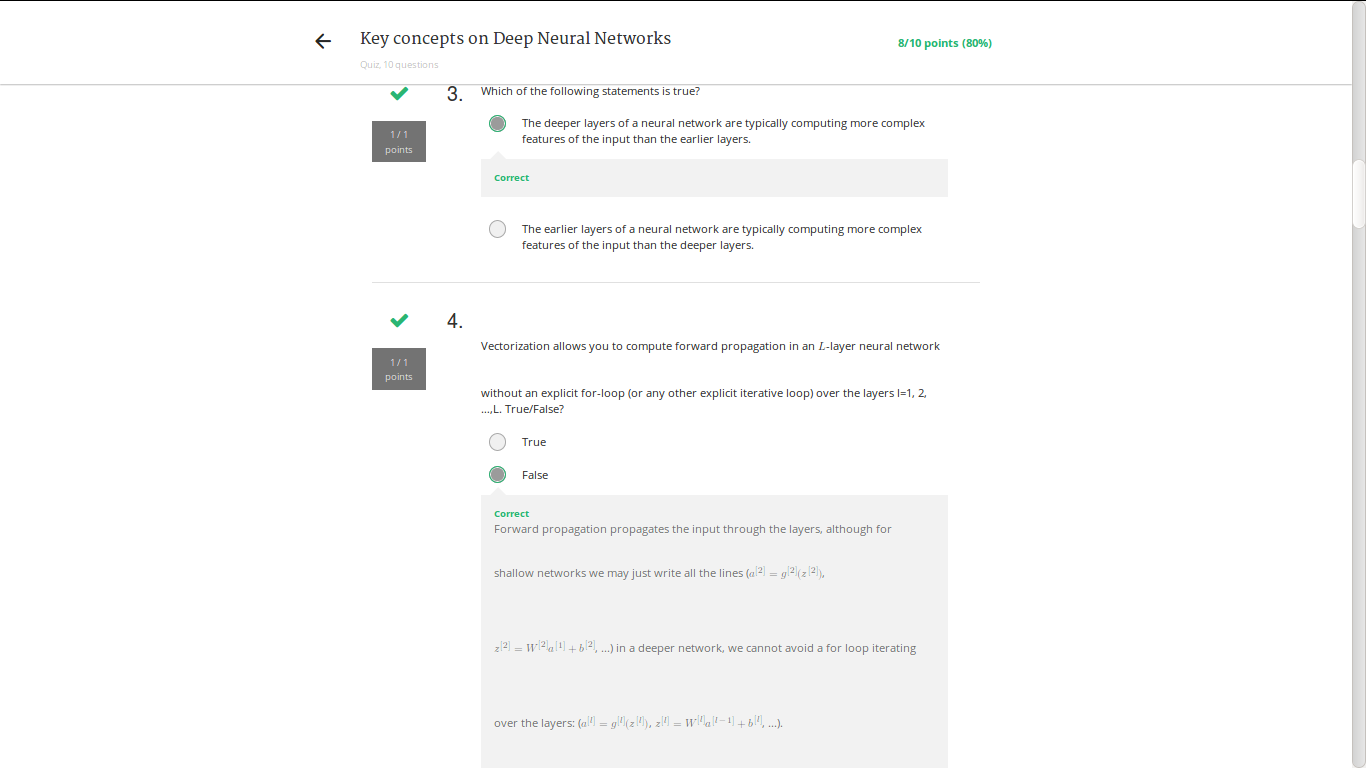 Key concepts on Deep Neural Networks
8/10 points (80%)
Quiz, 10 questions
3.
Which of the following statements is true?
1 / 1
points
The deeper layers of a neural network are typically computing more complex
features of the input than the earlier layers.
Correct
The earlier layers of a neural network are typically computing more complex
features of the input than the deeper layers.
4.
1 / 1
points
Vectorization allows you to compute forward propagation in an L-layer neural network
without an explicit for-loop (or any other explicit iterative loop) over the layers l=1, 2,
…,L. True/False?
True
False
Correct
Forward propagation propagates the input through the layers, although for
shallow networks we may just write all the lines (a^[2] = g^[2](z^[2]),
z^[2] = W^[2]a^[1] + b^[2], ...) in a deeper network, we cannot avoid a for loop iterating
over the layers: (a^[l] = g^[l](z^[l]), z^[l] = W^[l]a^[l−1] + b^[l], ...).